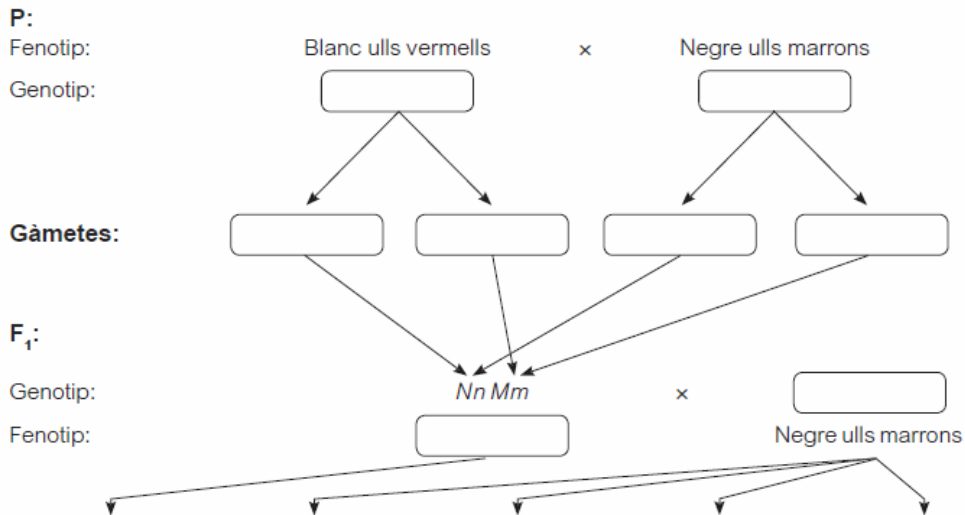 P:
Fenotip: Blanc ulls vermells × Negre ulls marrons
Genotip:
Gàmetes:
F₁:
Genotip: Nn Mm ×
Fenotip: Negre ulls marrons